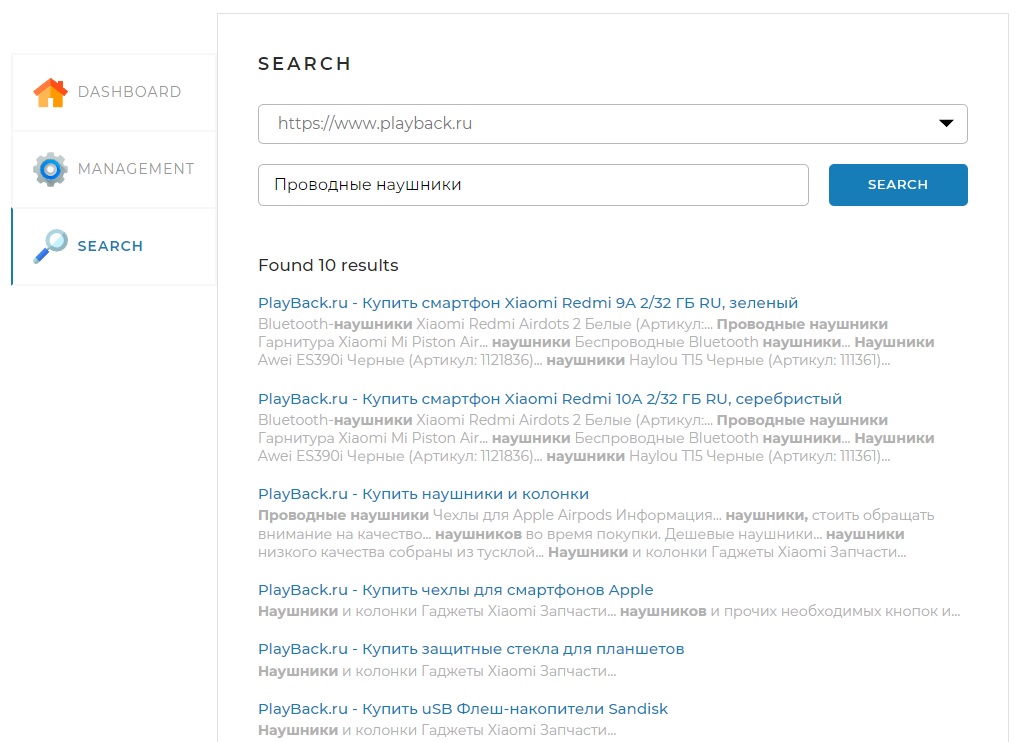 SEARCH
DASHBOARD
https://www.playback.ru
MANAGEMENT
Проводные наушники
SEARCH
SEARCH
Found 10 results
PlayBack.ru - Купить смартфон Xiaomi Redmi 9A 2/32 ГБ RU, зеленый
Bluetooth-наушники Xiaomi Redmi Airdots 2 Белые (Артикул:... Проводные наушники
Гарнитура Xiaomi Mi Piston Air... наушники Беспроводные Bluetooth наушники... Наушники
Awei ES390i Черные (Артикул: 1121836)... наушники Haylou T15 Черные (Артикул: 111361)...
PlayBack.ru - Купить смартфон Xiaomi Redmi 10A 2/32 ГБ RU, серебристый
Bluetooth-наушники Xiaomi Redmi Airdots 2 Белые (Артикул:... Проводные наушники
Гарнитура Xiaomi Mi Piston Air... наушники Беспроводные Bluetooth наушники... Наушники
Awei ES390i Черные (Артикул: 1121836)... наушники Haylou T15 Черные (Артикул: 111361)...
PlayBack.ru - Купить наушники и колонки
Проводные наушники Чехлы для Apple Airpods Информация... наушники, стоить обращать
внимание на качество... наушников во время покупки. Дешевые наушники... наушники
низкого качества собраны из тусклой... Наушники и колонки Гаджеты Xiaomi Запчасти...
PlayBack.ru - Купить чехлы для смартфонов Apple
Наушники и колонки Гаджеты Xiaomi Запчасти... наушников и прочих необходимых кнопок и...
PlayBack.ru - Купить защитные стекла для планшетов
Наушники и колонки Гаджеты Xiaomi Запчасти...
PlayBack.ru - Купить uSB Флеш-накопители Sandisk
Наушники и колонки Гаджеты Xiaomi Запчасти...